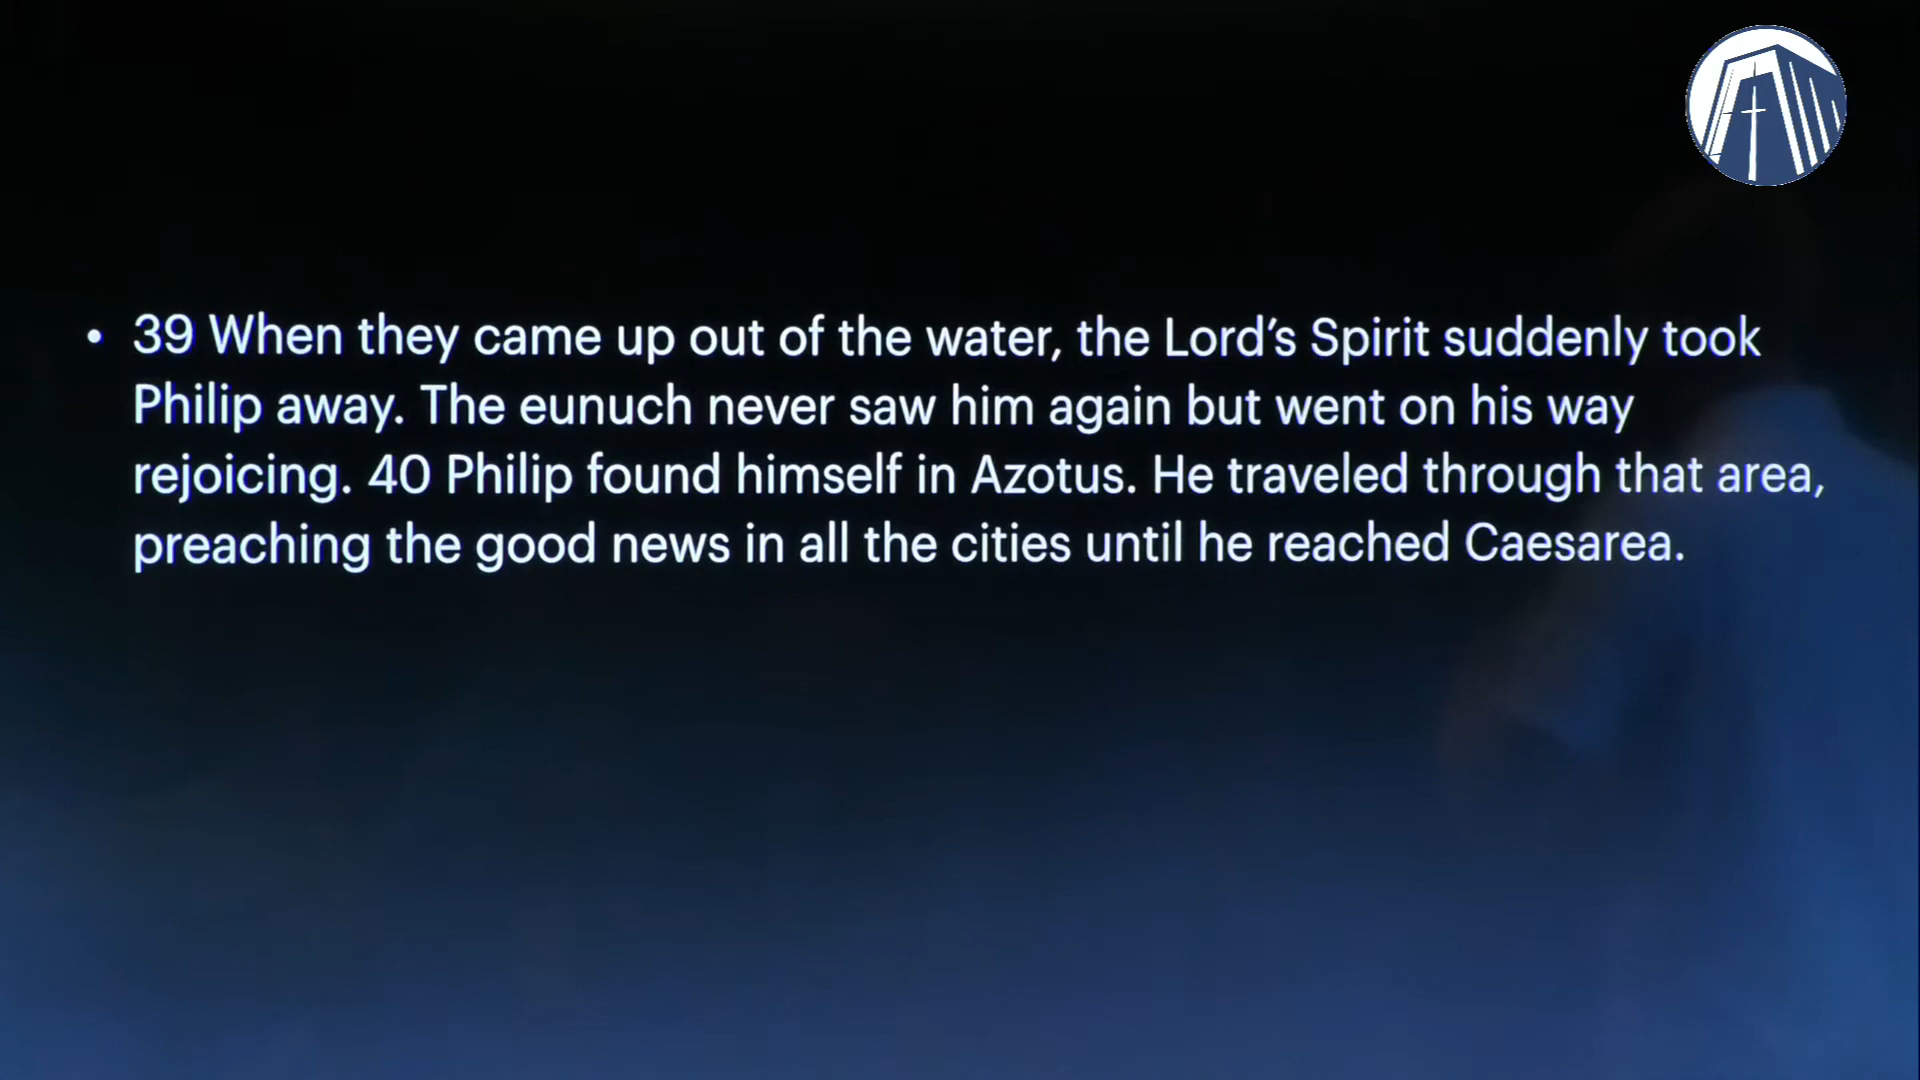 • 39 When they came up out of the water, the Lord’s Spirit suddenly took
Philip away. The eunuch never saw him again but went on his way
rejoicing. 40 Philip found himself in Azotus. He traveled through that area,
preaching the good news in all the cities until he reached Caesarea.